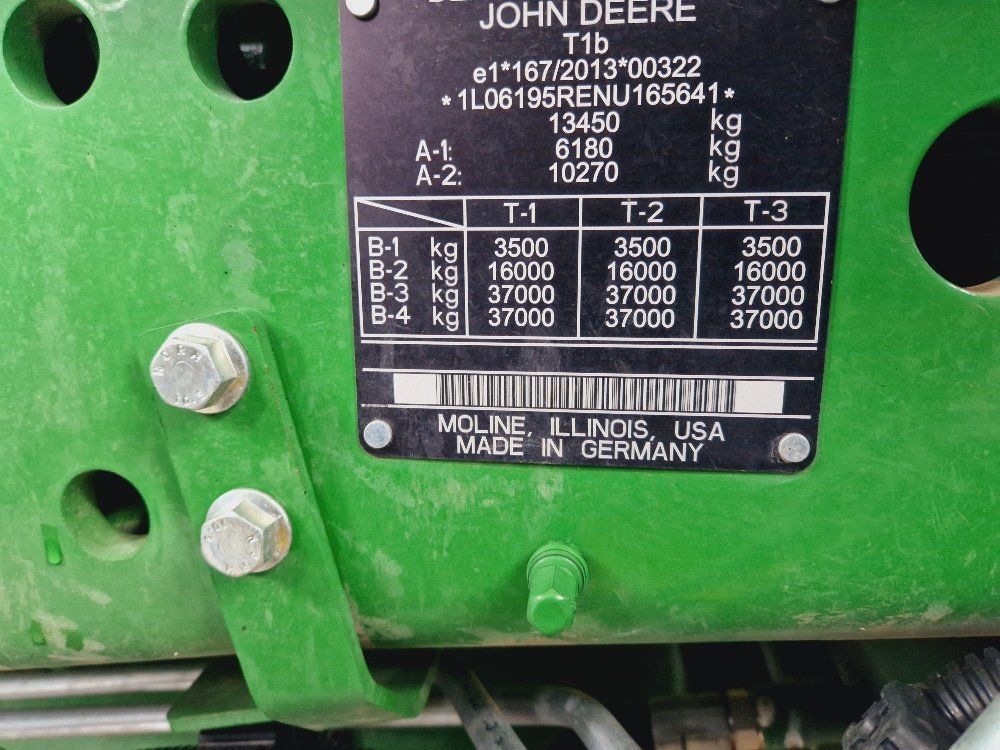 JOHN DEERE
T1b
e1*167/2013*00322
*1L06195RENU165641*
13450 kg
A-1: 6180 kg
A-2: 10270 kg
T-1 T-2 T-3
B-1 kg 3500 3500 3500
B-2 kg 16000 16000 16000
B-3 kg 37000 37000 37000
B-4 kg 37000 37000 37000
MOLINE, ILLINOIS, USA
MADE IN GERMANY